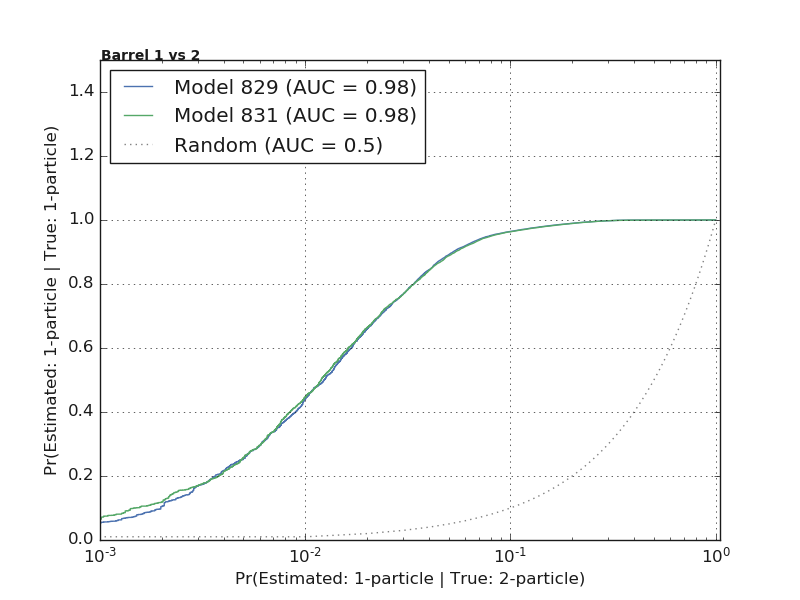 Barrel 1 vs 2
Model 829 (AUC = 0.98)
Model 831 (AUC = 0.98)
Random (AUC = 0.5)
Pr(Estimated: 1-particle | True: 1-particle)
1.4
1.2
1.0
0.8
0.6
0.4
0.2
0.0
10⁻³ 10⁻² 10⁻¹ 10⁰
Pr(Estimated: 1-particle | True: 2-particle)